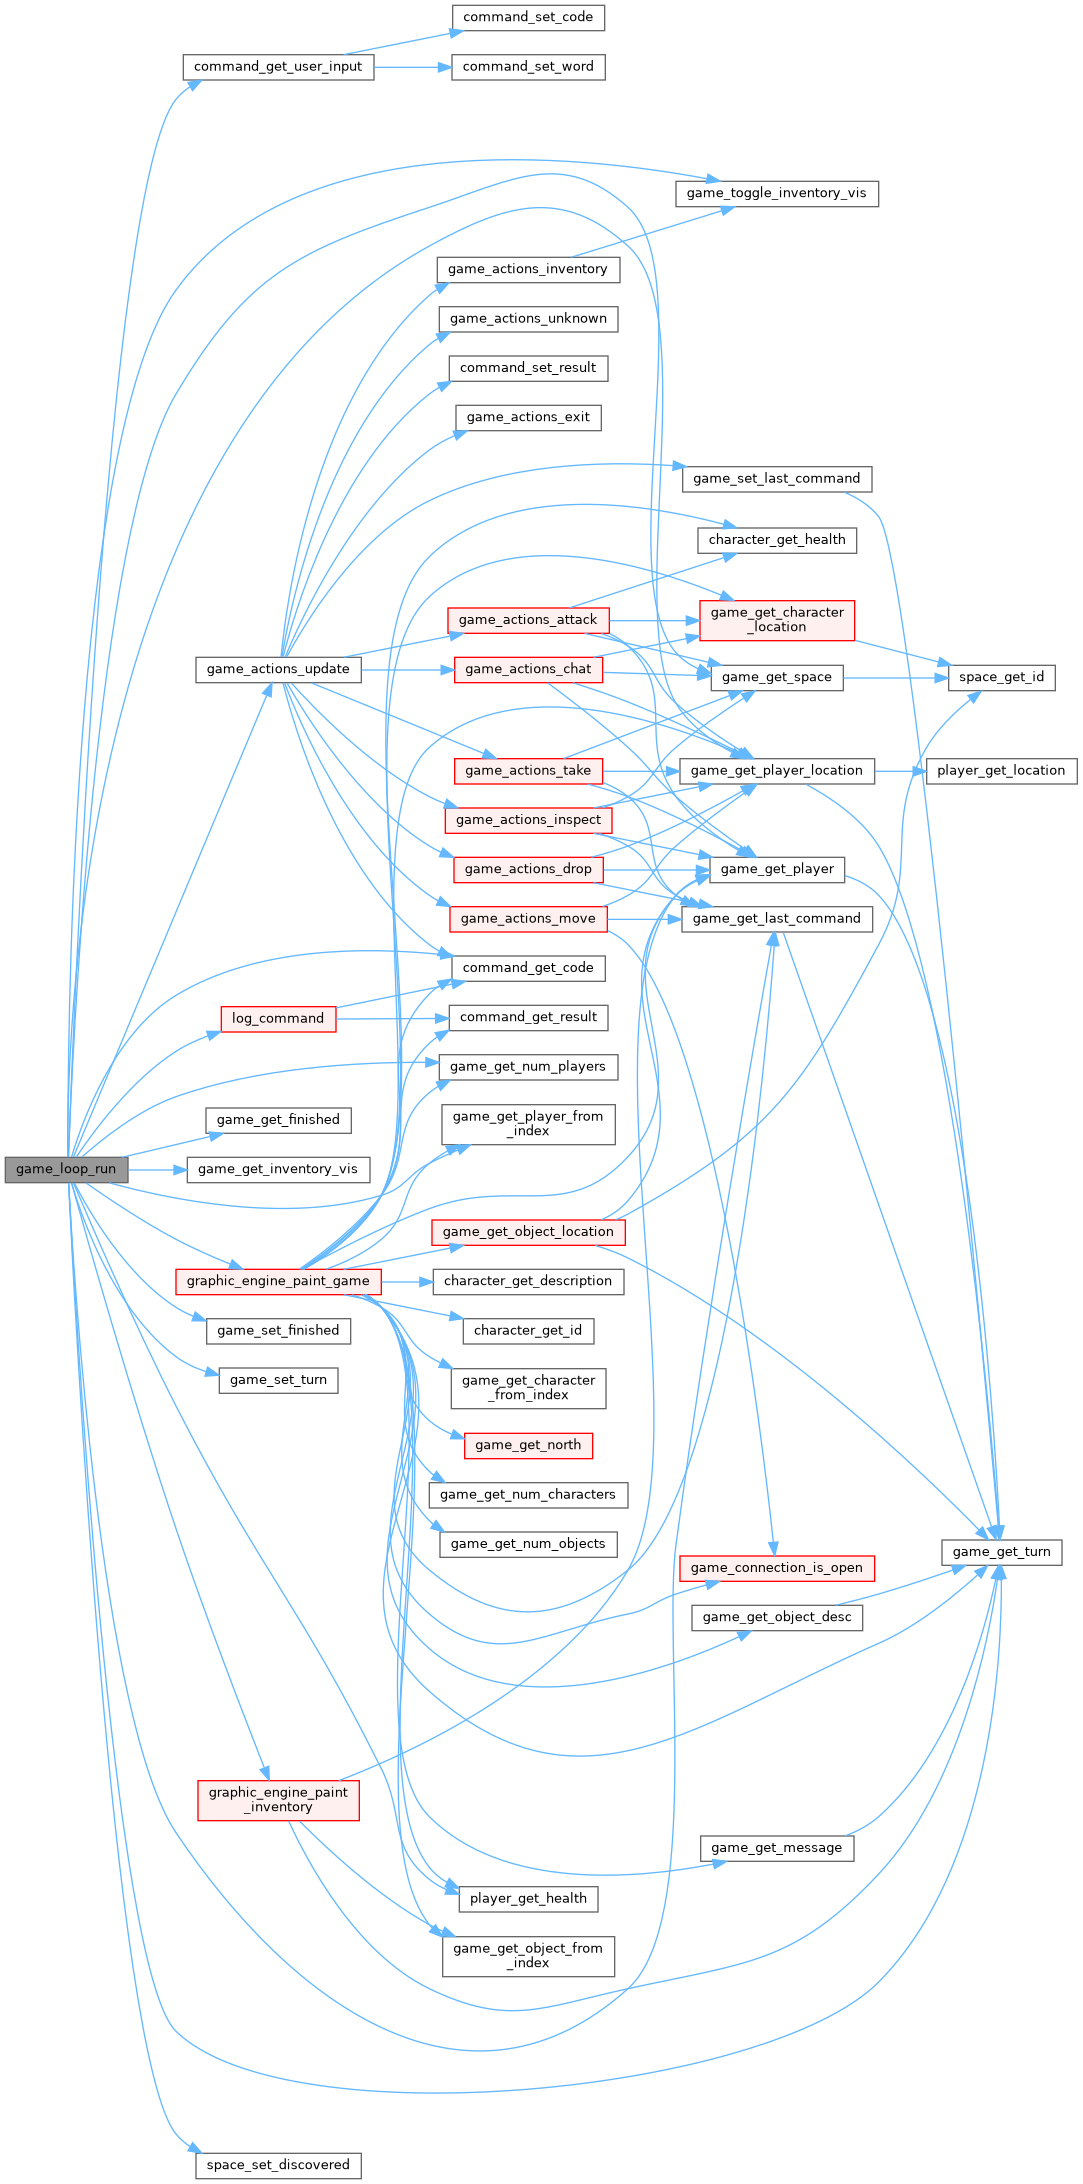 command_set_code
command_get_user_input
command_set_word
game_toggle_inventory_vis
game_actions_inventory
game_actions_unknown
command_set_result
game_actions_exit
game_set_last_command
character_get_health
game_actions_attack
game_get_character
_location
game_actions_update
game_actions_chat
game_get_space
space_get_id
game_actions_take
game_get_player_location
player_get_location
game_actions_inspect
game_actions_drop
game_get_player
game_actions_move
game_get_last_command
command_get_code
log_command
command_get_result
game_get_num_players
game_get_finished
game_get_player_from
_index
game_loop_run
game_get_inventory_vis
game_get_object_location
graphic_engine_paint_game
character_get_description
game_set_finished
character_get_id
game_set_turn
game_get_character
_from_index
game_get_north
game_get_num_characters
game_get_num_objects
game_get_turn
game_connection_is_open
game_get_object_desc
graphic_engine_paint
_inventory
game_get_message
player_get_health
game_get_object_from
_index
space_set_discovered